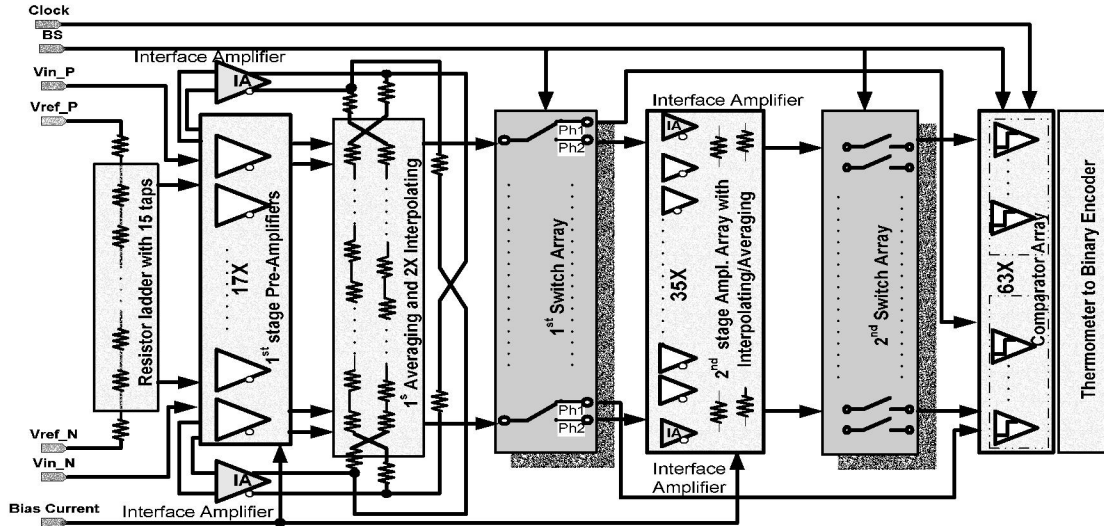 Clock
BS
Interface Amplifier
Vin_P
Vref_P
IA
Resistor ladder with 15 taps
17X
1st stage Pre-Amplifiers
1s Averaging and 2X Interpolating
Ph1
Ph2
1st Switch Array
Ph1
Ph2
Interface Amplifier
IA
35X
2nd stage Ampl. Array with
Interpolating/Averaging
IA
2nd Switch Array
63X
Comparator Array
Thermometer to Binary Encoder
Vref_N
Vin_N
IA
Interface Amplifier
Interface
Amplifier
Bias Current